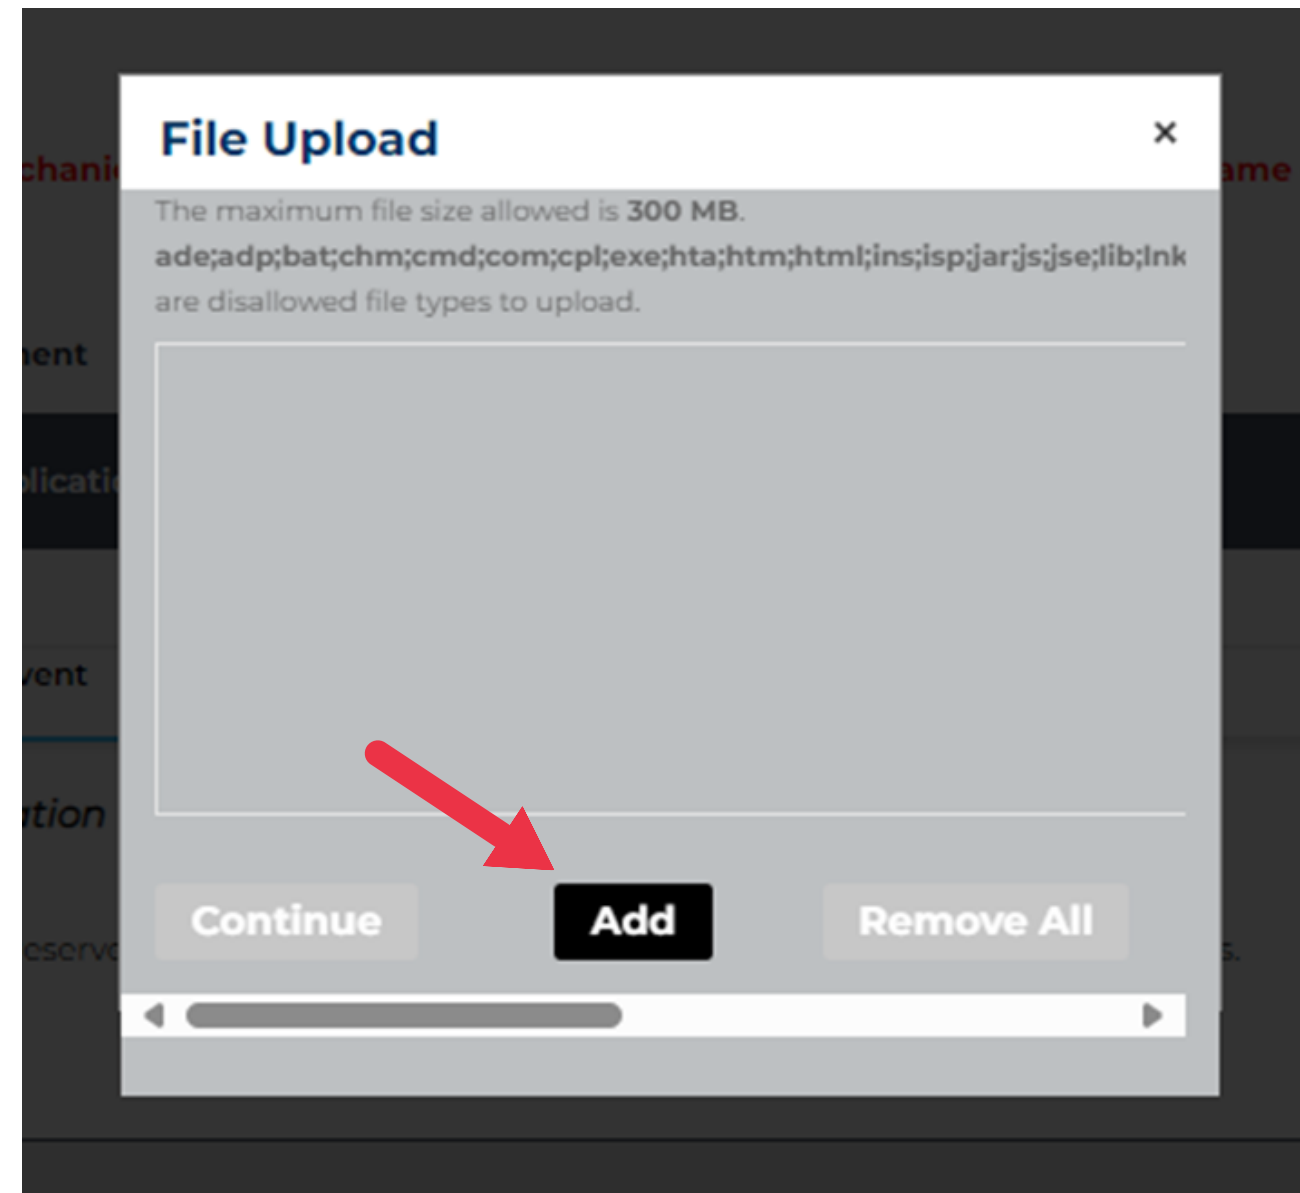 File Upload
×
ame
The maximum file size allowed is 300 MB.
ade;adp;bat;chm;cmd;com;cpl;exe;hta;htm;html;ins;isp;jar;js;jse;lib;lnk
are disallowed file types to upload.
Continue
Add
Remove All